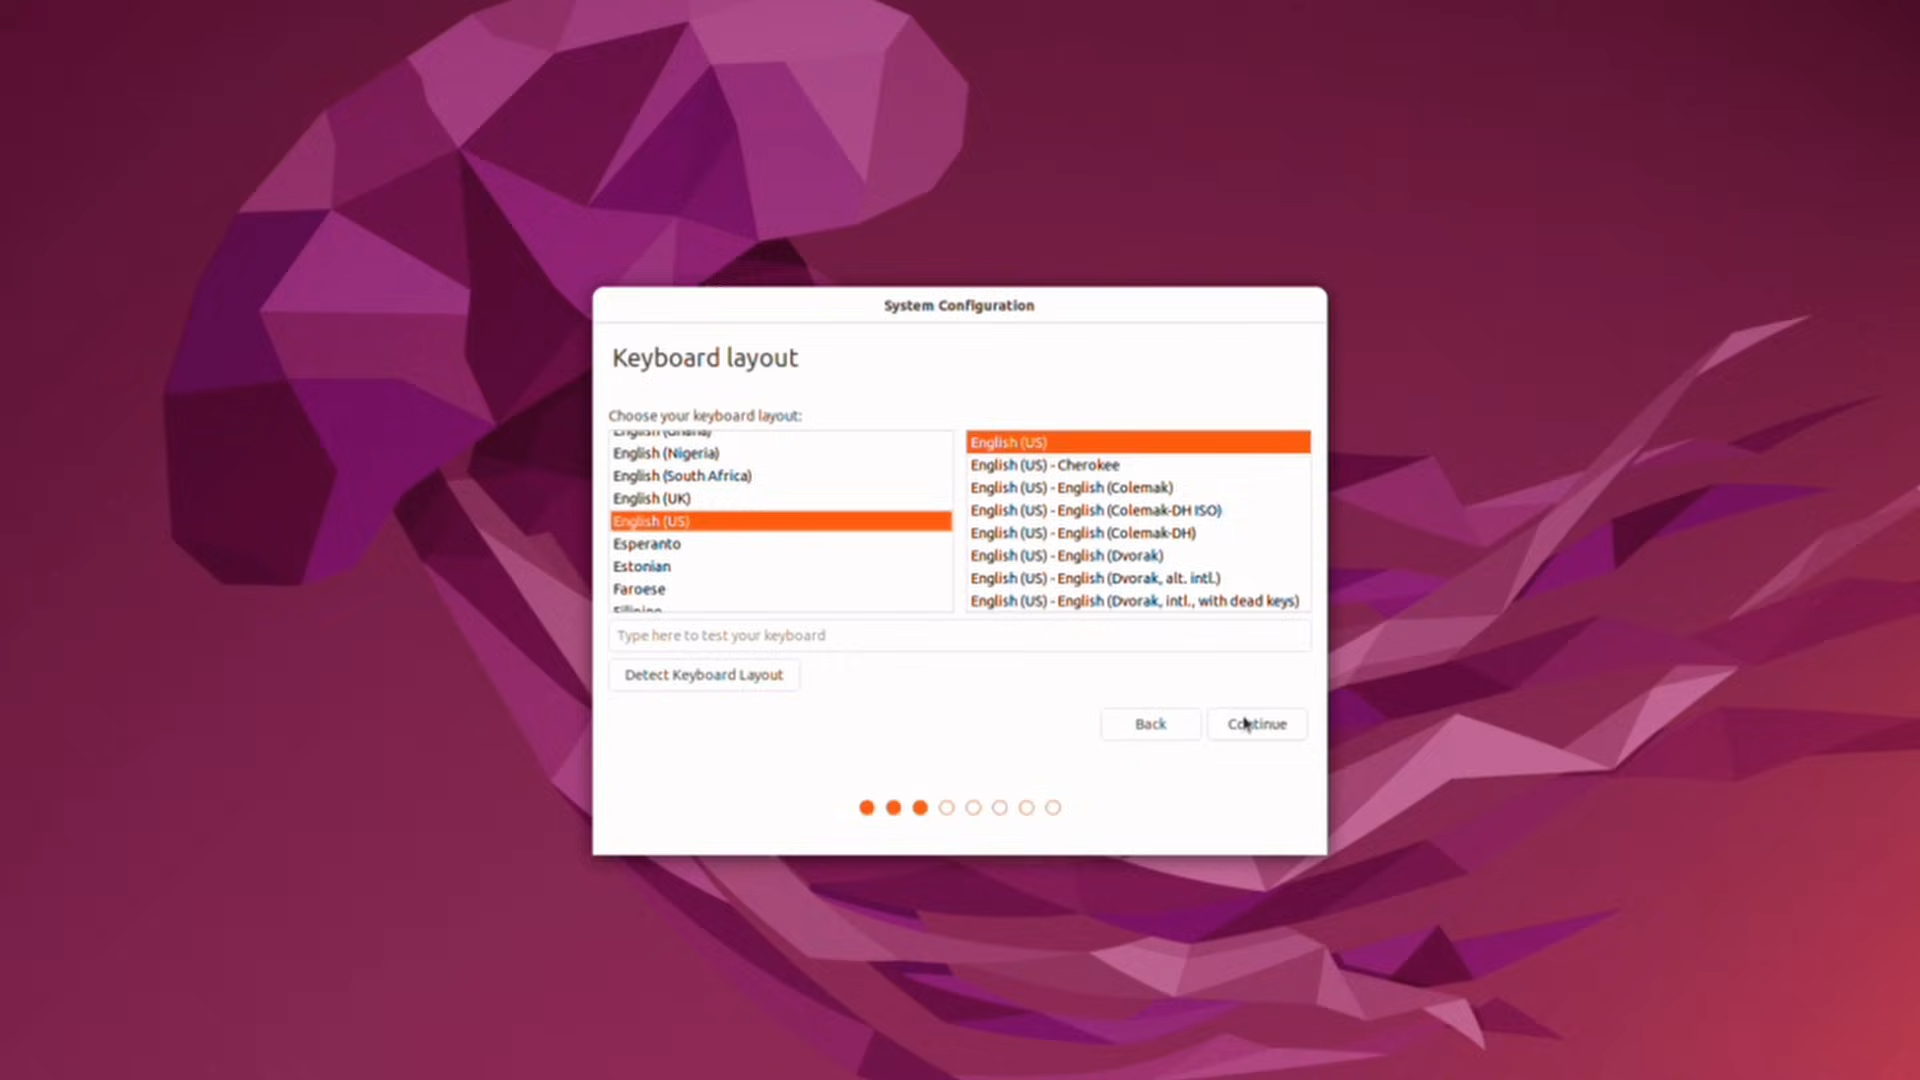 System Configuration
Keyboard layout
Choose your keyboard layout:
English (Ghana)
English (Nigeria)
English (South Africa)
English (UK)
English (US)
Esperanto
Estonian
Faroese
Filipino
English (US)
English (US) - Cherokee
English (US) - English (Colemak)
English (US) - English (Colemak-DH ISO)
English (US) - English (Colemak-DH)
English (US) - English (Dvorak)
English (US) - English (Dvorak, alt. intl.)
English (US) - English (Dvorak, intl., with dead keys)
Type here to test your keyboard
Detect Keyboard Layout
Back
Continue